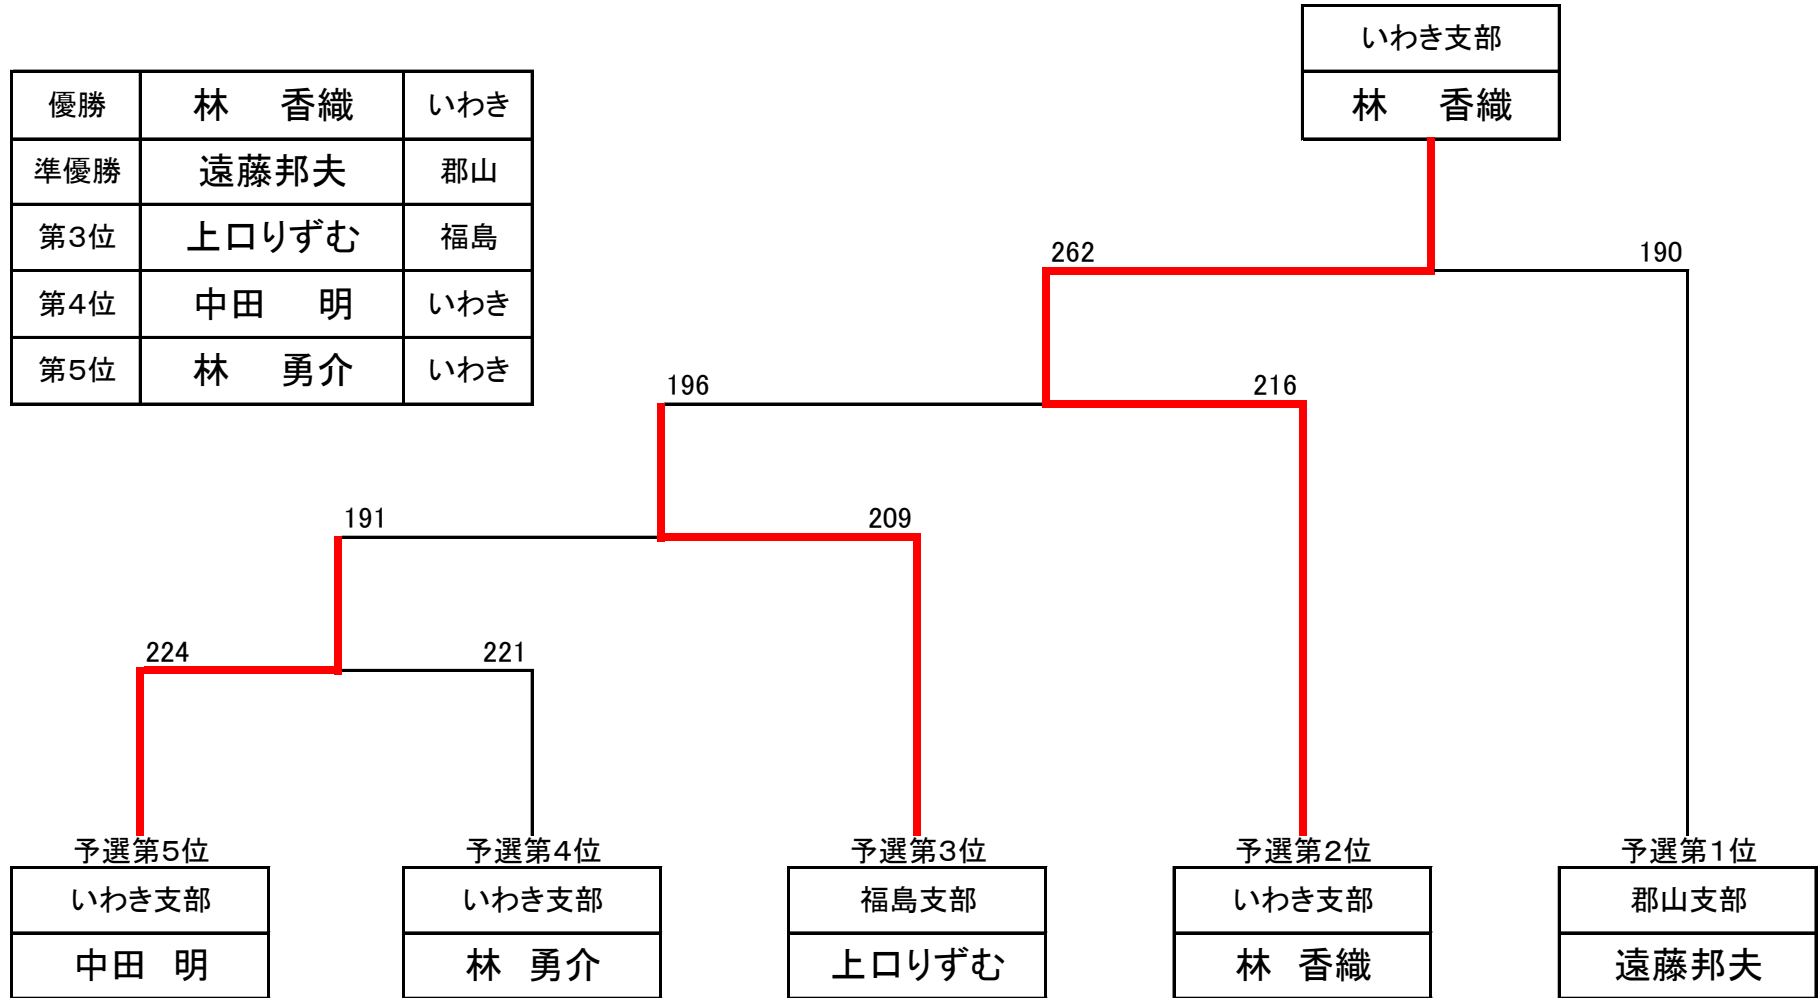 いわき支部
林　香織
優勝 林　香織 いわき
準優勝 遠藤邦夫 郡山
第3位 上口りずむ 福島
第4位 中田　明 いわき
第5位 林　勇介 いわき
262 190
196 216
191 209
224 221
予選第5位 予選第4位 予選第3位 予選第2位 予選第1位
いわき支部 いわき支部 福島支部 いわき支部 郡山支部
中田　明 林　勇介 上口りずむ 林　香織 遠藤邦夫